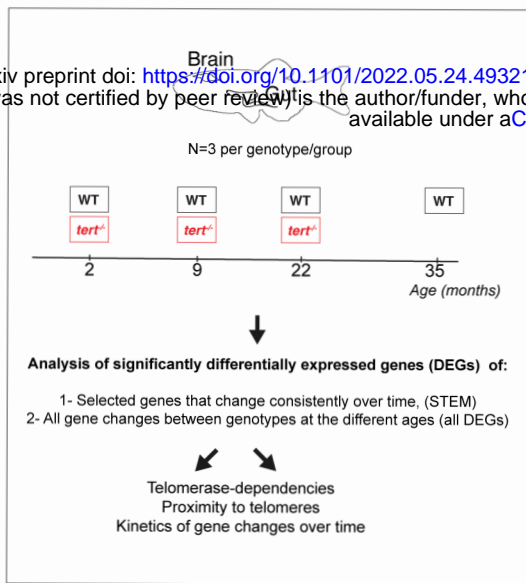 Brain
xiv preprint doi: https://doi.org/10.1101/2022.05.24.49321
was not certified by peer review) is the author/funder, who
Gut
available under aC
N=3 per genotype/group
WT WT WT WT
tert-/- tert-/- tert-/-
2 9 22 35
Age (months)
Analysis of significantly differentially expressed genes (DEGs) of:
1- Selected genes that change consistently over time, (STEM)
2- All gene changes between genotypes at the different ages (all DEGs)
Telomerase-dependencies
Proximity to telomeres
Kinetics of gene changes over time